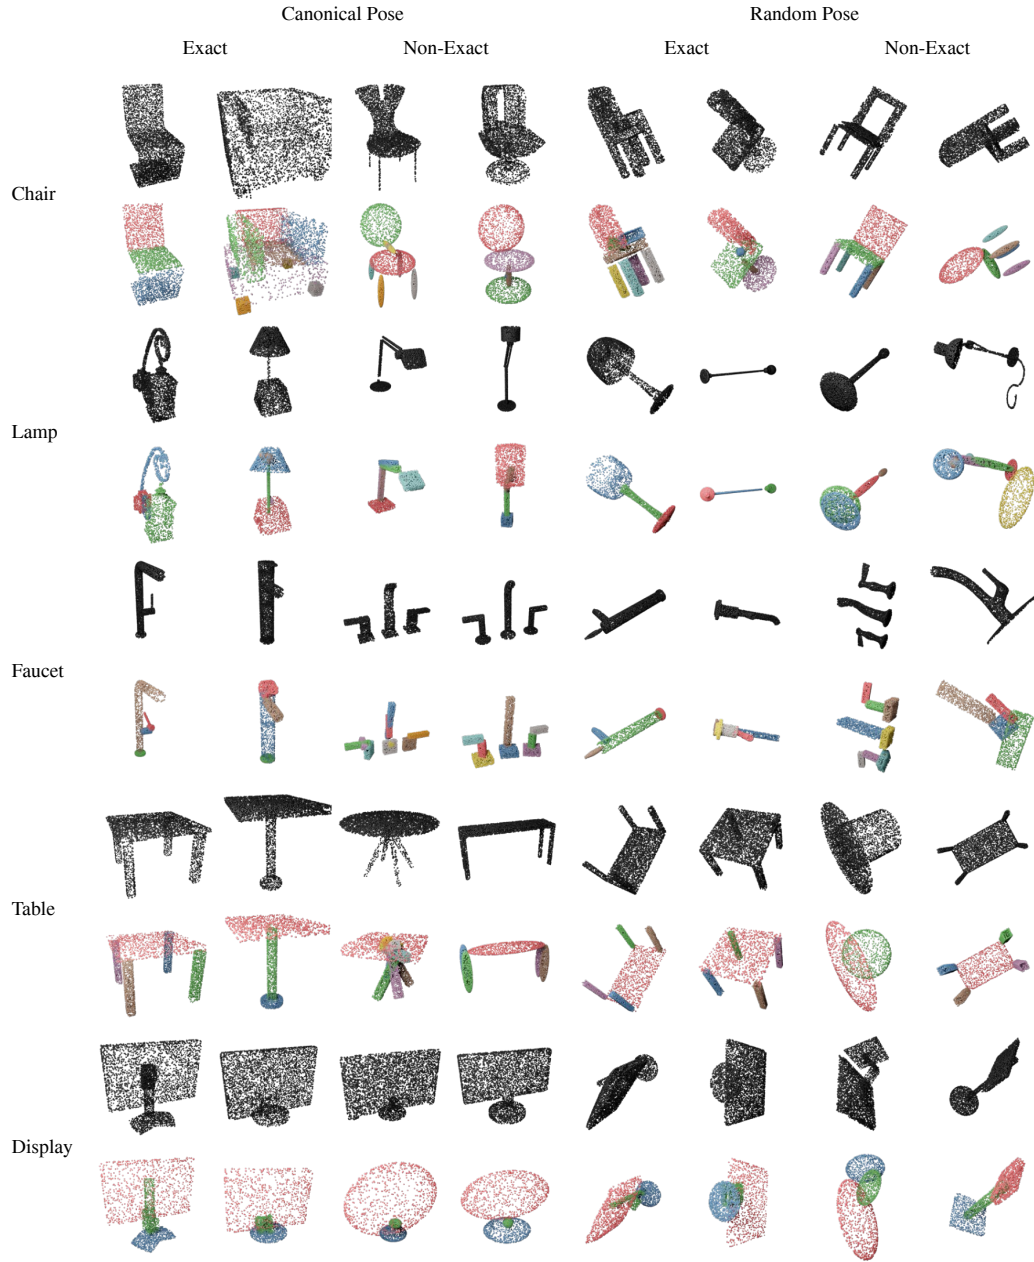 Canonical Pose Random Pose
Exact Non-Exact Exact Non-Exact
Chair
Lamp
Faucet
Table
Display